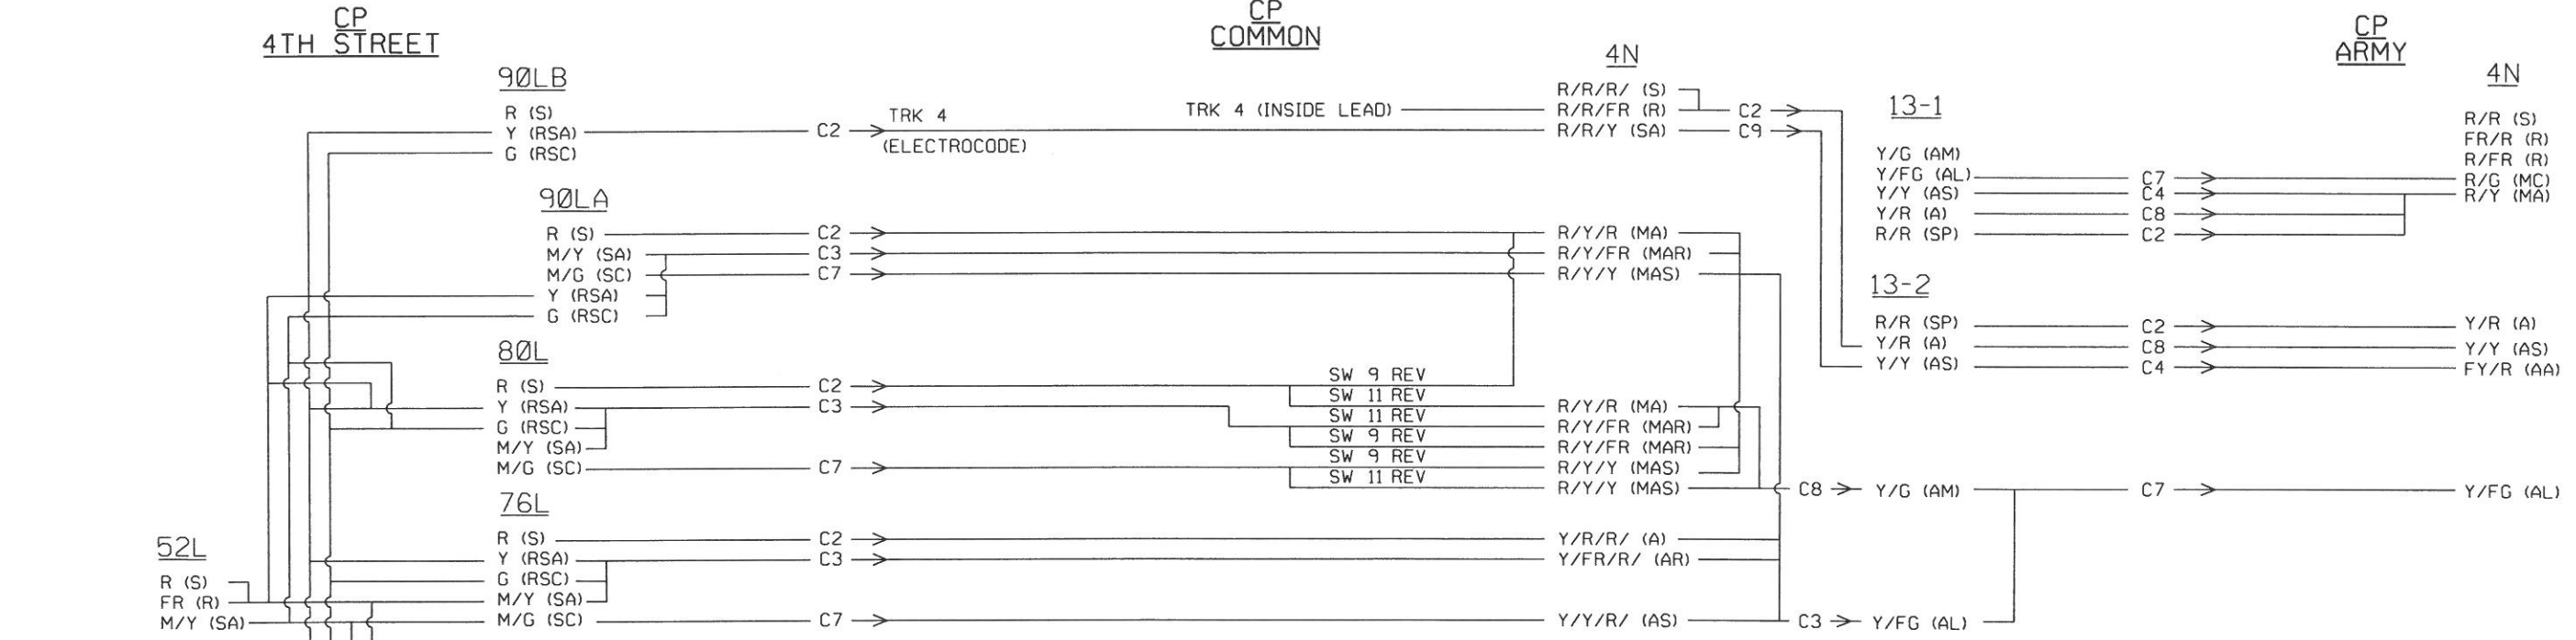 CP
4TH STREET
CP
COMMON
CP
ARMY
90LB
R (S)
Y (RSA)
G (RSC)
C2
TRK 4
(ELECTROCODE)
TRK 4 (INSIDE LEAD)
4N
R/R/R/ (S)
R/R/FR (R)
R/R/Y (SA)
C2
C9
90LA
R (S)
M/Y (SA)
M/G (SC)
Y (RSA)
G (RSC)
C2
C3
C7
R/Y/R (MA)
R/Y/FR (MAR)
R/Y/Y (MAS)
80L
R (S)
Y (RSA)
G (RSC)
M/Y (SA)
M/G (SC)
C2
C3
C7
SW 9 REV
SW 11 REV
SW 11 REV
SW 9 REV
SW 9 REV
SW 11 REV
R/Y/R (MA)
R/Y/FR (MAR)
R/Y/FR (MAR)
R/Y/Y (MAS)
R/Y/Y (MAS)
C8
76L
R (S)
Y (RSA)
G (RSC)
M/Y (SA)
M/G (SC)
C2
C3
C7
Y/R/R/ (A)
Y/FR/R/ (AR)
Y/Y/R/ (AS)
C3
52L
R (S)
FR (R)
M/Y (SA)
13-1
Y/G (AM)
Y/FG (AL)
Y/Y (AS)
Y/R (A)
R/R (SP)
C7
C4
C8
C2
4N
R/R (S)
FR/R (R)
R/FR (R)
R/G (MC)
R/Y (MA)
13-2
R/R (SP)
Y/R (A)
Y/Y (AS)
C2
C8
C4
Y/R (A)
Y/Y (AS)
FY/R (AA)
Y/G (AM)
C7
Y/FG (AL)
Y/FG (AL)